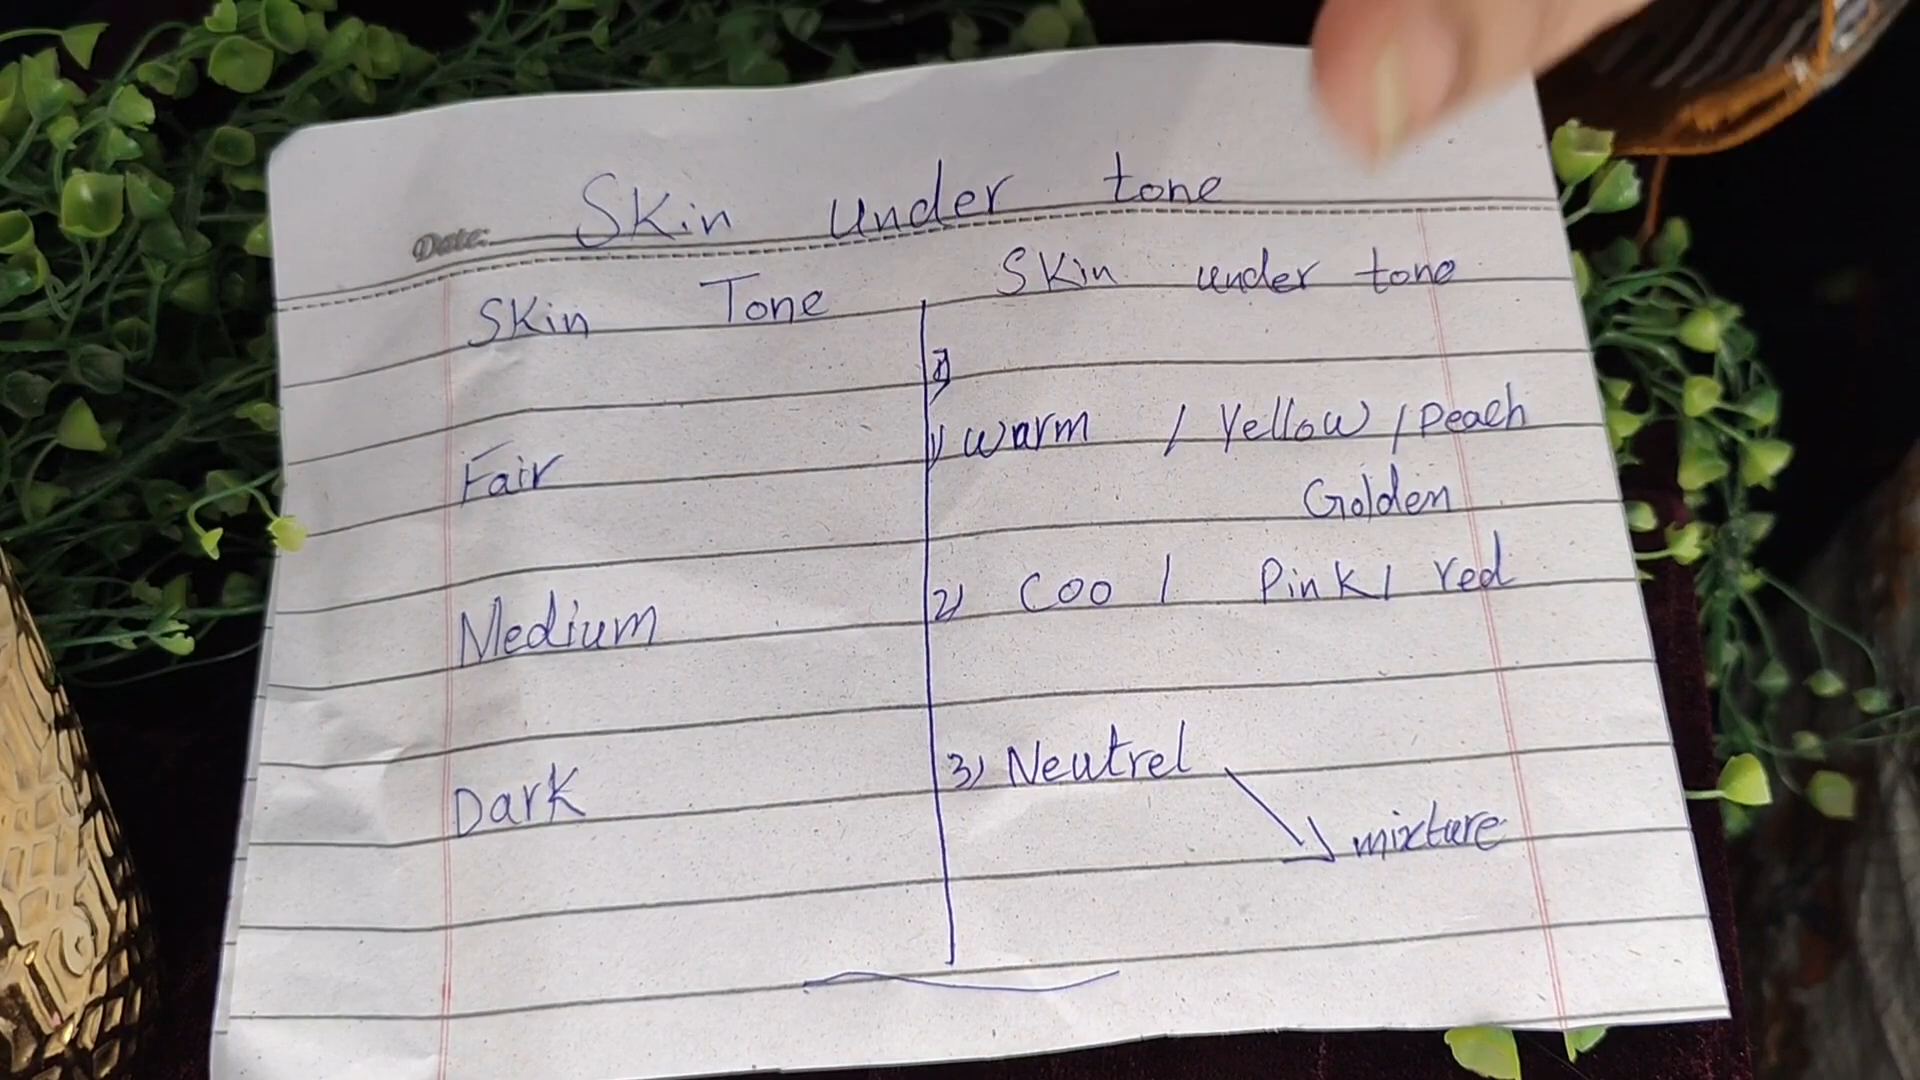 Skin under tone
Date:
Skin Tone
Fair
Medium
Dark
Skin under tone
1) Warm / Yellow / Peach
Golden
2) Cool Pink / red
3) Neutrel
mixture